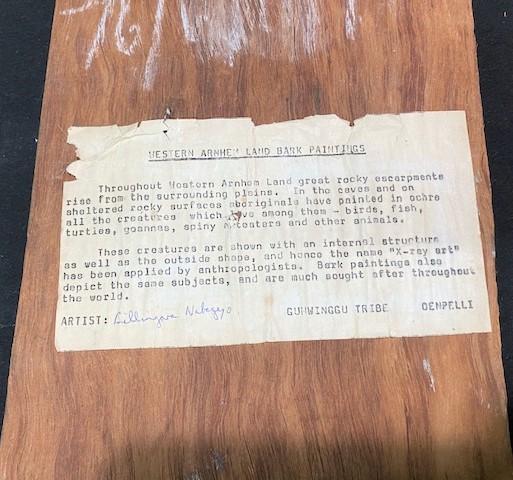 WESTERN ARNHEM LAND BARK PAINTINGS
Throughout Western Arnhem Land great rocky escarpments
rise from the surrounding plains. In the caves and on
sheltered rocky surfaces aboriginals have painted in ochre
all the creatures which live among them - birds, fish,
turtles, goannas, spiny and other animals.
These creatures are shown with an internal structure
as well as the outside shape, and hence the name "X-ray art"
has been applied by anthropologists. Bark paintings also
depict the same subjects, and are much sought after throughout
the world.
ARTIST: Nabegeyo GUNWINGGU TRIBE OENPELLI